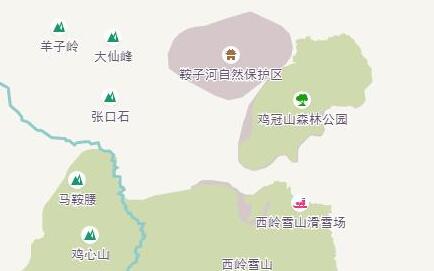 羊子岭
大仙峰
鞍子河自然保护区
张口石
鸡冠山森林公园
马鞍腰
西岭雪山滑雪场
鸡心山
西岭雪山